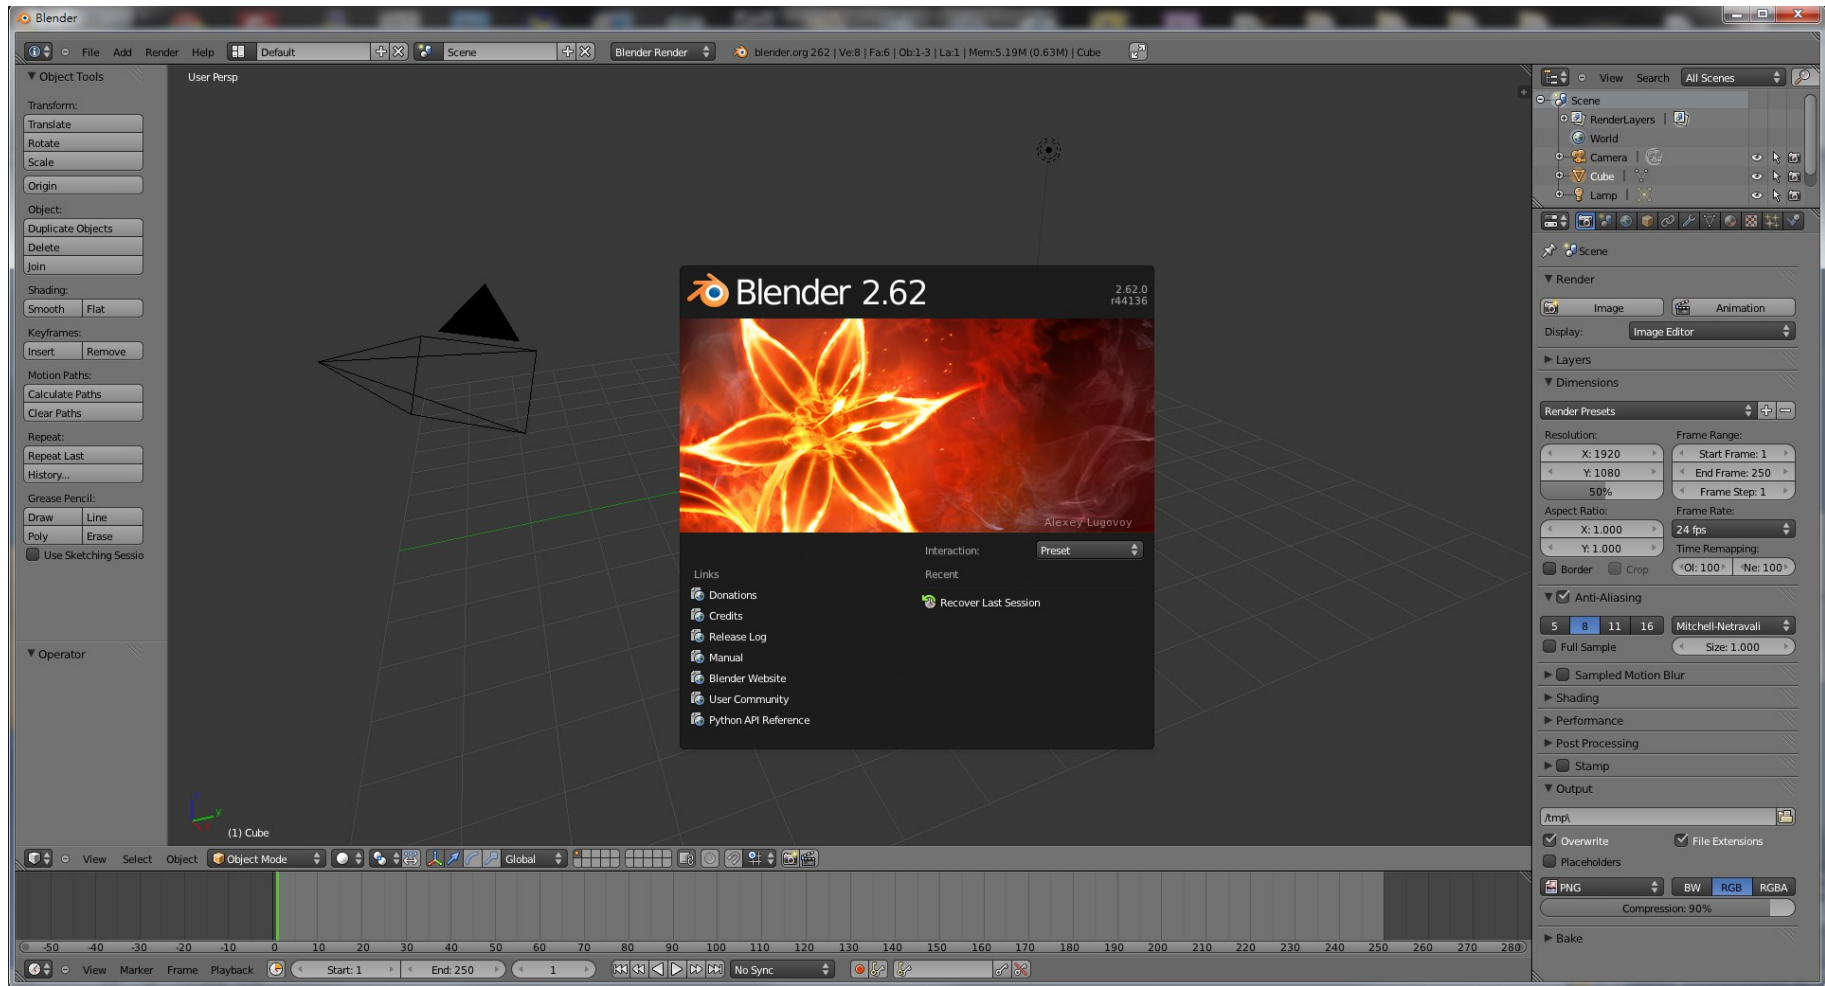 Blender
File Add Render Help Default Scene Blender Render blender.org 262 | Ve:8 | Fa:6 | Ob:1-3 | La:1 | Mem:5.19M (0.63M) | Cube
Object Tools
Transform:
Translate
Rotate
Scale
Origin
Object:
Duplicate Objects
Delete
Join
Shading:
Smooth Flat
Keyframes:
Insert Remove
Motion Paths:
Calculate Paths
Clear Paths
Repeat:
Repeat Last
History...
Grease Pencil:
Draw Line
Poly Erase
Use Sketching Sessio
Operator
User Persp
Blender 2.62
2.62.0
r44136
Alexey Lugovoy
Interaction: Preset
Links
Donations
Credits
Release Log
Manual
Blender Website
User Community
Python API Reference
Recent
Recover Last Session
y
(1) Cube
View Select Object Object Mode Global
-50 -40 -30 -20 -10 0 10 20 30 40 50 60 70 80 90 100 110 120 130 140 150 160 170 180 190 200 210 220 230 240 250 260 270 280
View Marker Frame Playback Start: 1 End: 250 1 No Sync
View Search All Scenes
Scene
RenderLayers |
World
Camera |
Cube |
Lamp |
Scene
Render
Image Animation
Display: Image Editor
Layers
Dimensions
Render Presets
Resolution: Frame Range:
X: 1920 Start Frame: 1
Y: 1080 End Frame: 250
50% Frame Step: 1
Aspect Ratio: Frame Rate:
X: 1.000 24 fps
Y: 1.000 Time Remapping:
Border Crop Ol: 100 Ne: 100
Anti-Aliasing
5 8 11 16 Mitchell-Netravali
Full Sample Size: 1.000
Sampled Motion Blur
Shading
Performance
Post Processing
Stamp
Output
/tmp\
Overwrite File Extensions
Placeholders
PNG BW RGB RGBA
Compression: 90%
Bake